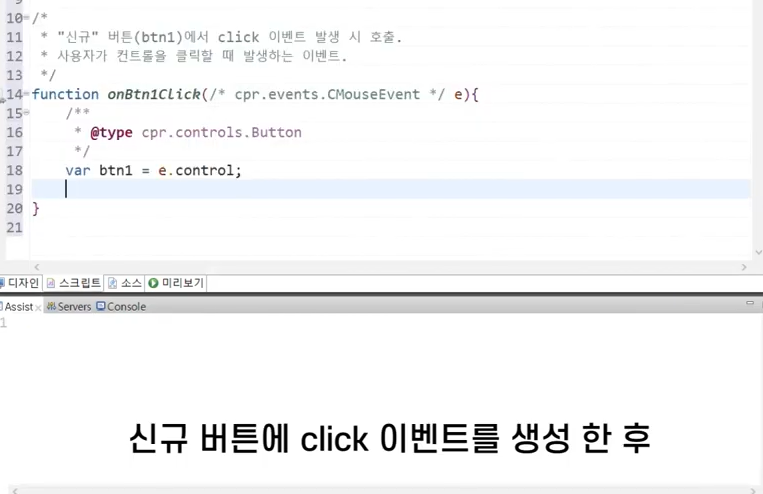 10 /*
11 * "신규" 버튼(btn1)에서 click 이벤트 발생 시 호출.
12 * 사용자가 컨트롤을 클릭할 때 발생하는 이벤트.
13 */
14 function onBtn1Click(/* cpr.events.CMouseEvent */ e){
15 /**
16 * @type cpr.controls.Button
17 */
18 var btn1 = e.control;
19
20 }
21
디자인 스크립트 소스 미리보기
Assist Servers Console
1
신규 버튼에 click 이벤트를 생성 한 후